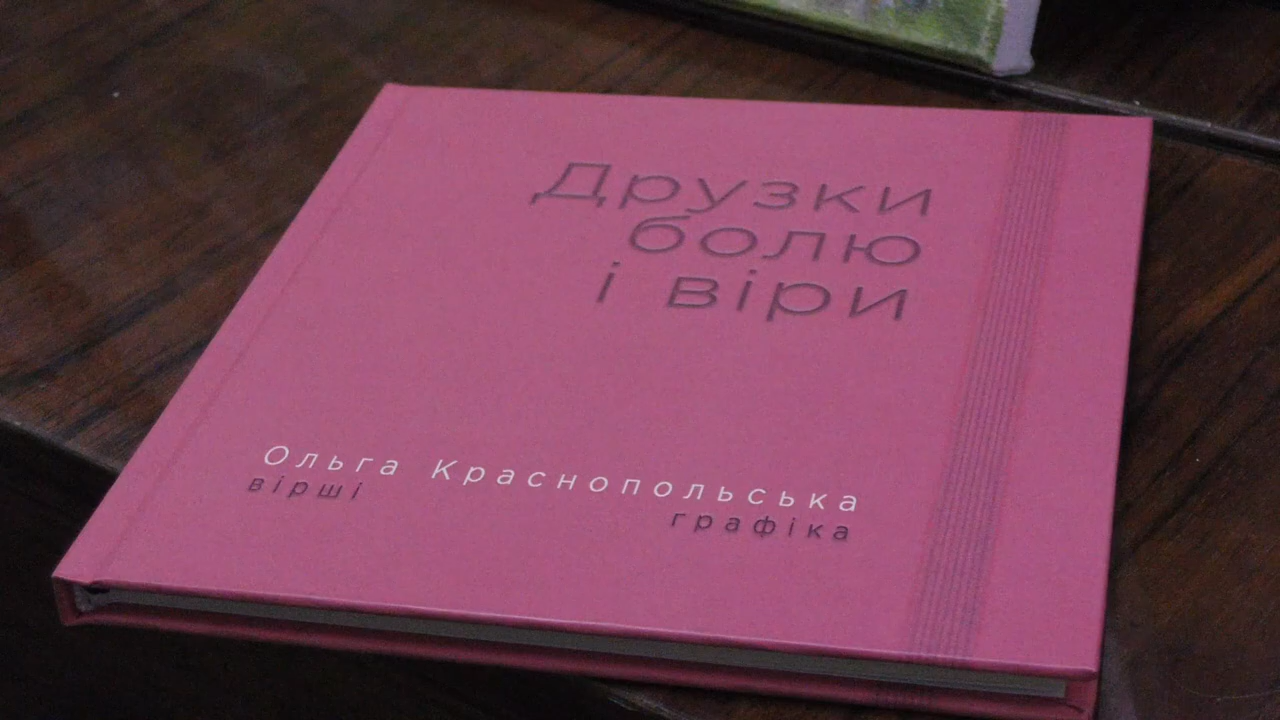 Друзки
болю
і віри
Ольга Краснопольська
вірші
графіка